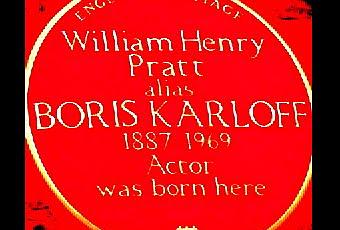 William Henry
Pratt
alias
BORIS KARLOFF
1887 1969
Actor
was born here